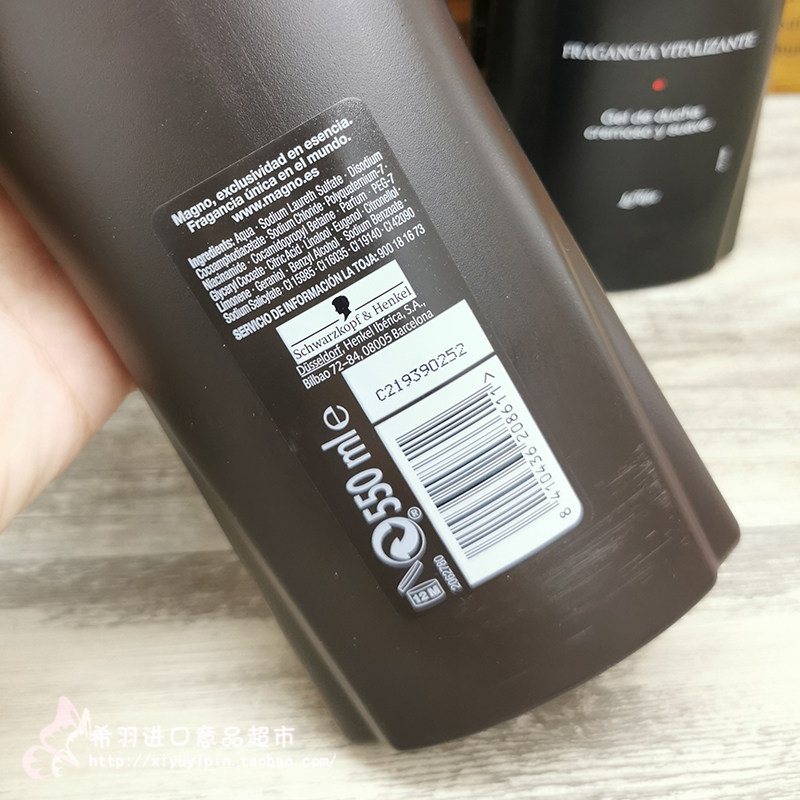 FRAGANCIA VITALIZANTE
Gel de ducha
cremoso y suave
Magno, exclusividad en esencia.
Fragancia única en el mundo.
www.magno.es
Ingredients: Aqua · Sodium Laureth Sulfate · Disodium
Cocoamphodiacetate · Sodium Chloride · Polyquaternium-7 ·
Niacinamide · Cocamidopropyl Betaine · Parfum · PEG-7
Glyceryl Cocoate · Citric Acid · Linalool · Eugenol · Citronellol ·
Limonene · Geraniol · Benzyl Alcohol · Sodium Benzoate ·
Sodium Salicylate · CI 15985 · CI 16035 · CI 19140 · CI 42090
SERVICIO DE INFORMACIÓN LA TOJA: 900 18 16 73
Schwarzkopf & Henkel
Düsseldorf, Henkel Ibérica, S.A.,
Bilbao 72-84, 08005 Barcelona
C219390252
8 410436 208611 >
550 ml e
®
12 M
2062780
希羽进口意品超市
http://xiyuyipin.taobao.com/